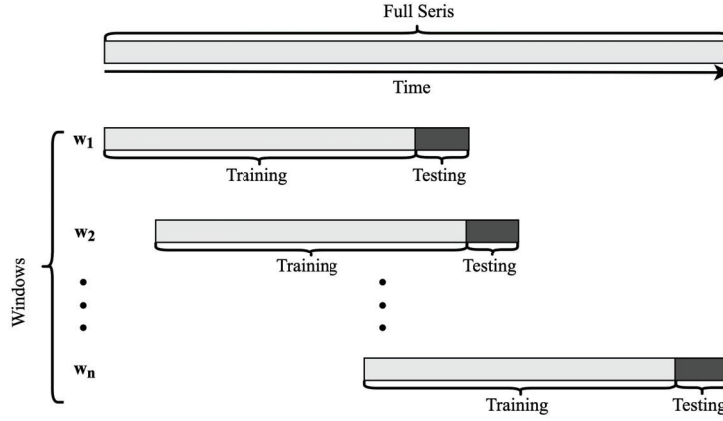 Full Seris
Time
Windows
w1
Training
Testing
w2
Training
Testing
wn
Training
Testing